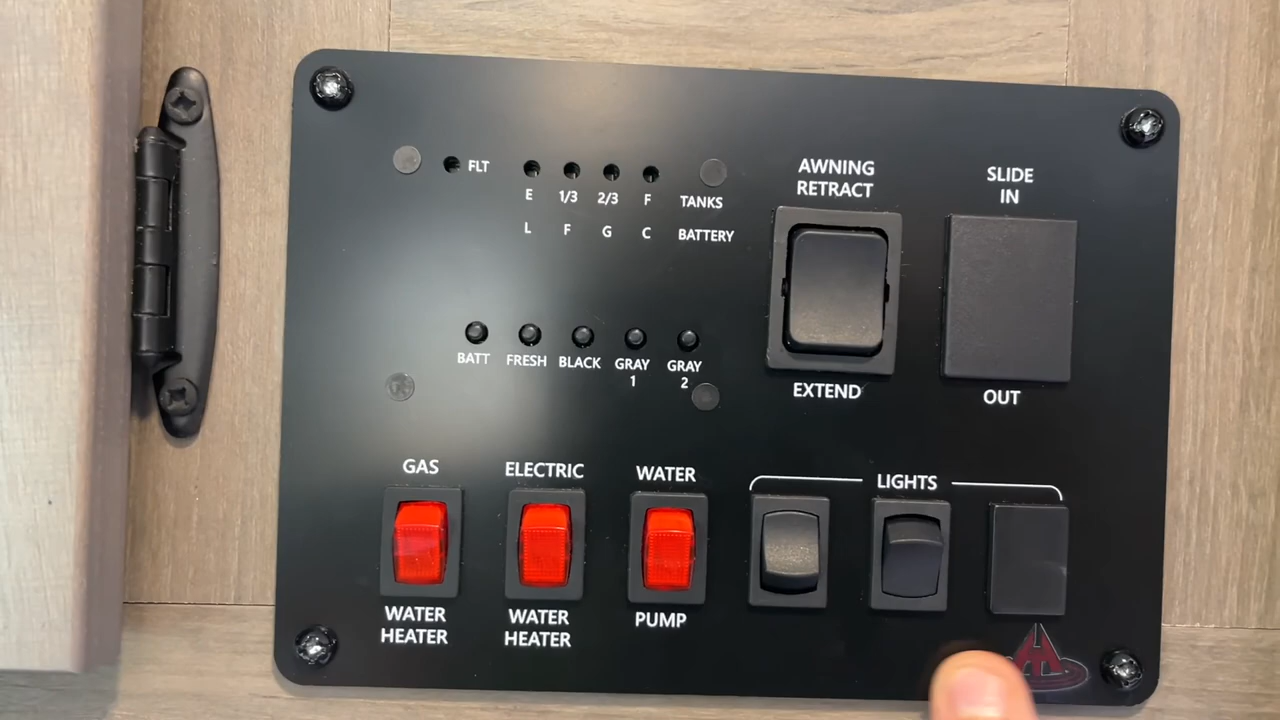 FLT
E 1/3 2/3 F TANKS
L F G C BATTERY
BATT FRESH BLACK GRAY 1 GRAY 2
AWNING
RETRACT
EXTEND
SLIDE
IN
OUT
GAS
WATER
HEATER
ELECTRIC
WATER
HEATER
WATER
PUMP
LIGHTS